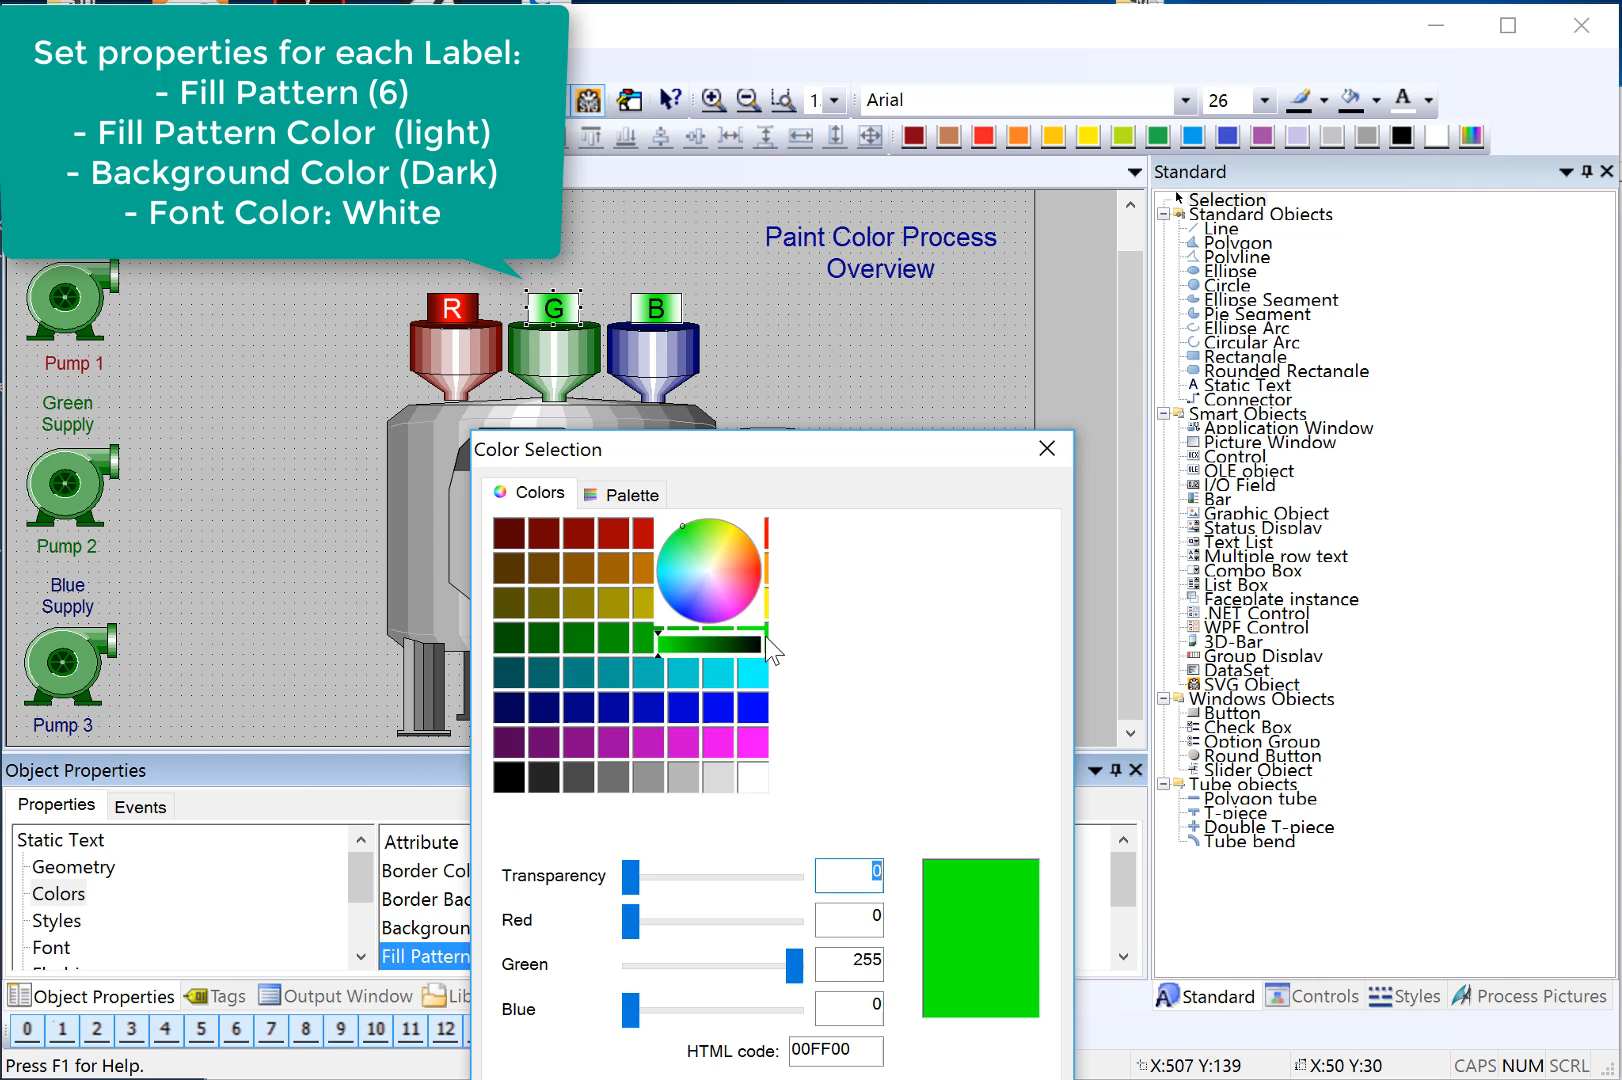 Set properties for each Label:
- Fill Pattern (6)
- Fill Pattern Color (light)
- Background Color (Dark)
- Font Color: White
1
Arial
26
A
Standard
Selection
Standard Objects
Line
Polygon
Polyline
Ellipse
Circle
Ellipse Segment
Pie Segment
Ellipse Arc
Circular Arc
Rectangle
Rounded Rectangle
Static Text
Connector
Smart Objects
Application Window
Picture Window
Control
OLE object
I/O Field
Bar
Graphic Object
Status Display
Text List
Multiple row text
Combo Box
List Box
Faceplate instance
.NET Control
WPF Control
3D-Bar
Group Display
DataSet
SVG Object
Windows Objects
Button
Check Box
Option Group
Round Button
Slider Object
Tube objects
Polygon tube
T-piece
Double T-piece
Tube bend
Paint Color Process
Overview
R
G
B
Pump 1
Green
Supply
Pump 2
Blue
Supply
Pump 3
Color Selection
Colors
Palette
Transparency
0
Red
0
Green
255
Blue
0
HTML code:
00FF00
Object Properties
Properties
Events
Static Text
Geometry
Colors
Styles
Font
Attribute
Border Col
Border Bac
Backgroun
Fill Pattern
Object Properties
Tags
Output Window
Lib
Standard
Controls
Styles
Process Pictures
0 1 2 3 4 5 6 7 8 9 10 11 12
Press F1 for Help.
X:507 Y:139
X:50 Y:30
CAPS NUM SCRL